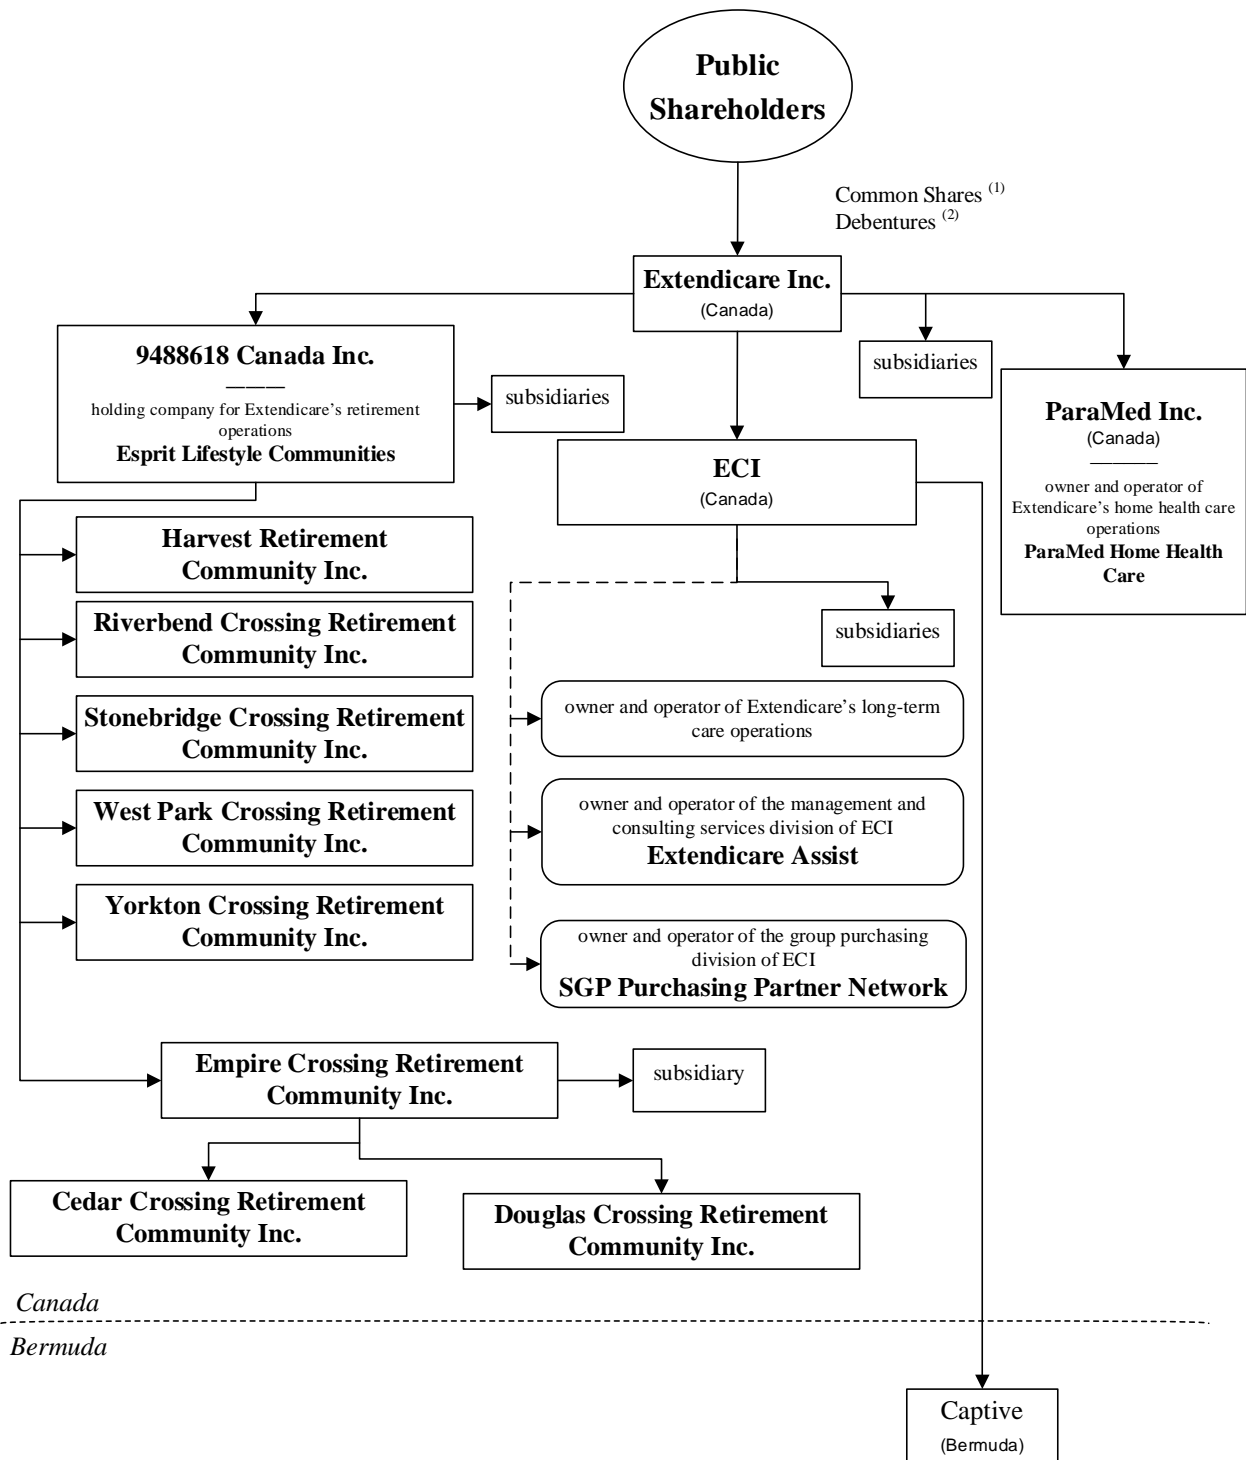 Public
Shareholders
Common Shares (1)
Debentures (2)
Extendicare Inc.
(Canada)
9488618 Canada Inc.
holding company for Extendicare's retirement
operations
Esprit Lifestyle Communities
subsidiaries
subsidiaries
ParaMed Inc.
(Canada)
owner and operator of
Extendicare's home health care
operations
ParaMed Home Health
Care
ECI
(Canada)
Harvest Retirement
Community Inc.
Riverbend Crossing Retirement
Community Inc.
Stonebridge Crossing Retirement
Community Inc.
West Park Crossing Retirement
Community Inc.
Yorkton Crossing Retirement
Community Inc.
subsidiaries
owner and operator of Extendicare's long-term
care operations
owner and operator of the management and
consulting services division of ECI
Extendicare Assist
owner and operator of the group purchasing
division of ECI
SGP Purchasing Partner Network
Empire Crossing Retirement
Community Inc.
subsidiary
Cedar Crossing Retirement
Community Inc.
Douglas Crossing Retirement
Community Inc.
Canada
Bermuda
Captive
(Bermuda)